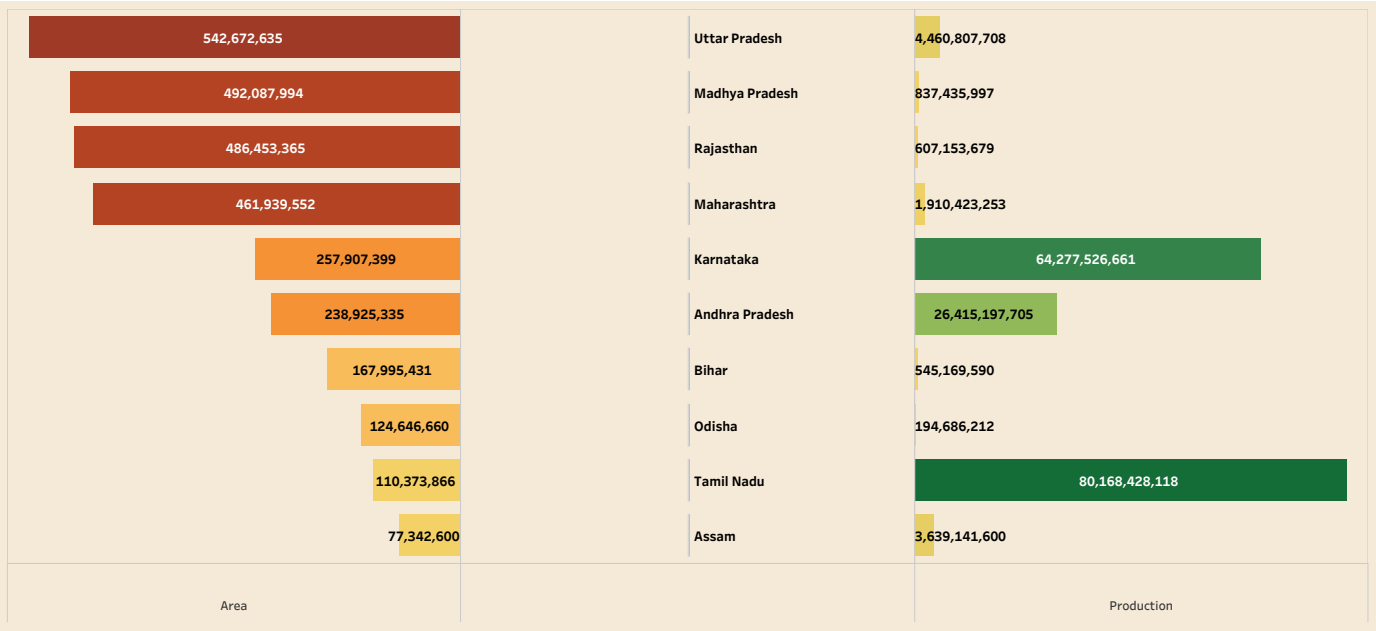 542,672,635 Uttar Pradesh 4,460,807,708
492,087,994 Madhya Pradesh 837,435,997
486,453,365 Rajasthan 607,153,679
461,939,552 Maharashtra 1,910,423,253
257,907,399 Karnataka 64,277,526,661
238,925,335 Andhra Pradesh 26,415,197,705
167,995,431 Bihar 545,169,590
124,646,660 Odisha 194,686,212
110,373,866 Tamil Nadu 80,168,428,118
77,342,600 Assam 3,639,141,600
Area Production